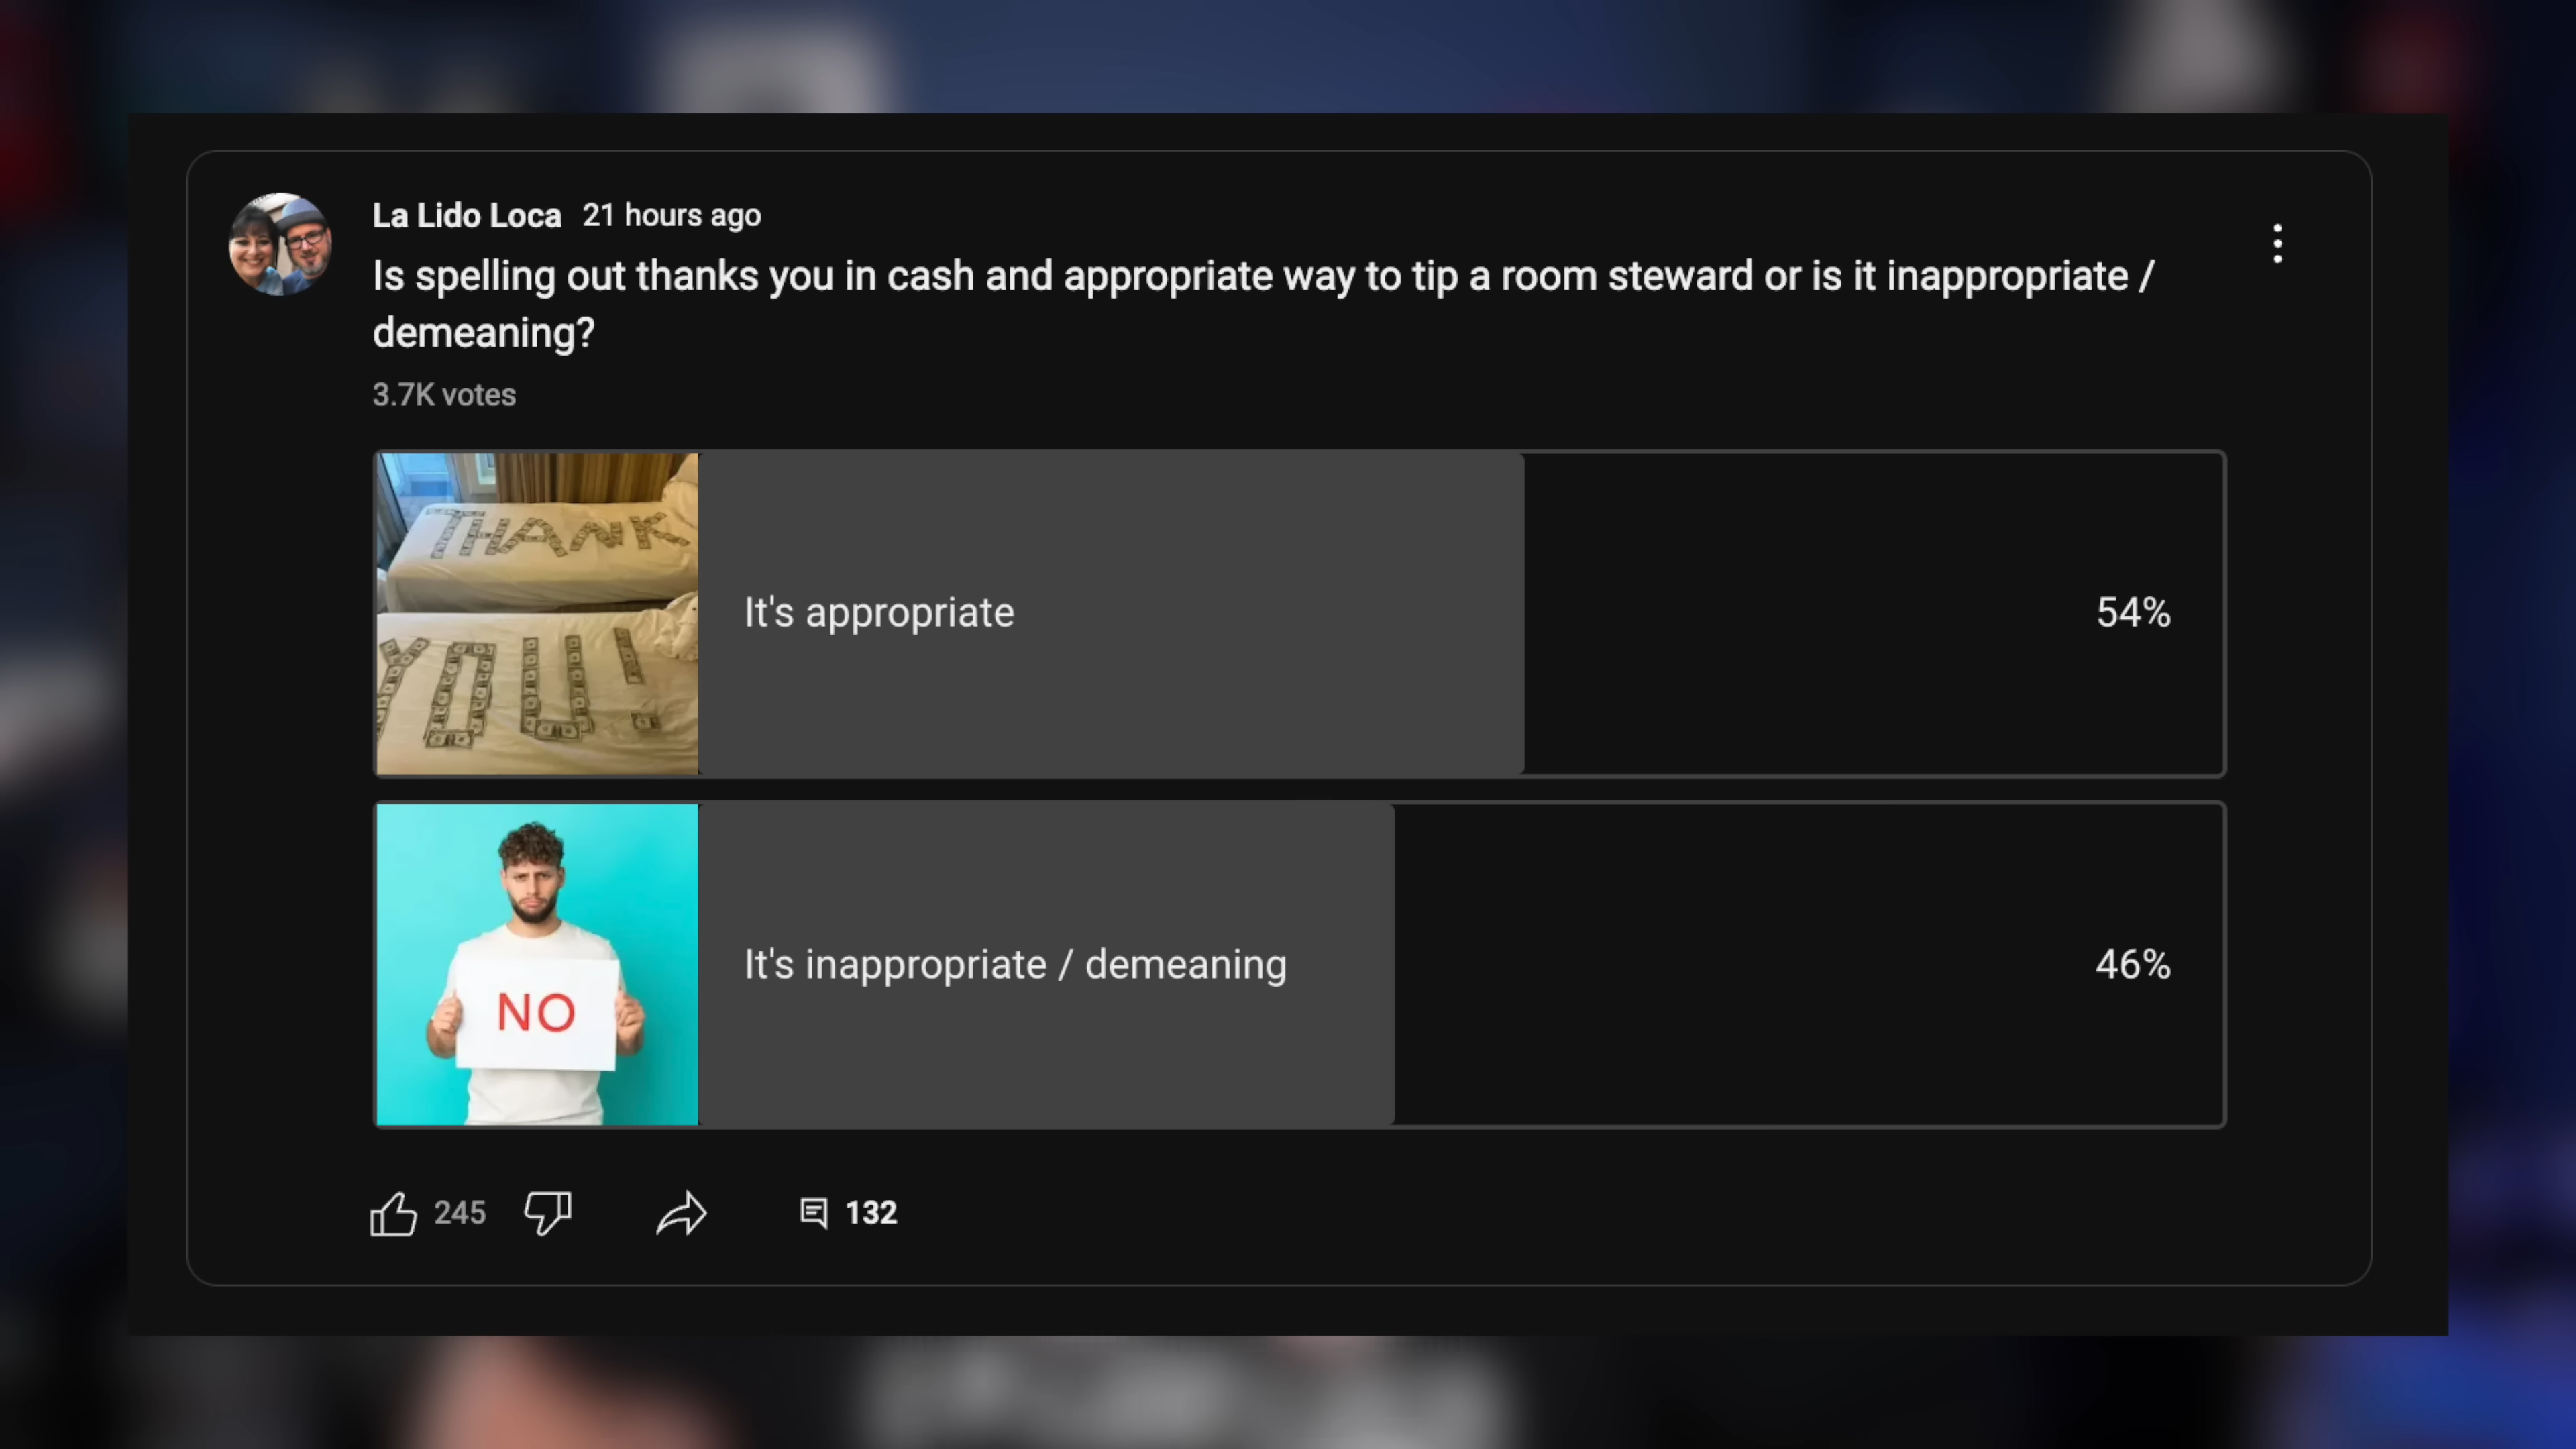 La Lido Loca 21 hours ago
Is spelling out thanks you in cash and appropriate way to tip a room steward or is it inappropriate /
demeaning?
3.7K votes
THANK
YOU!
It's appropriate
54%
NO
It's inappropriate / demeaning
46%
245
132